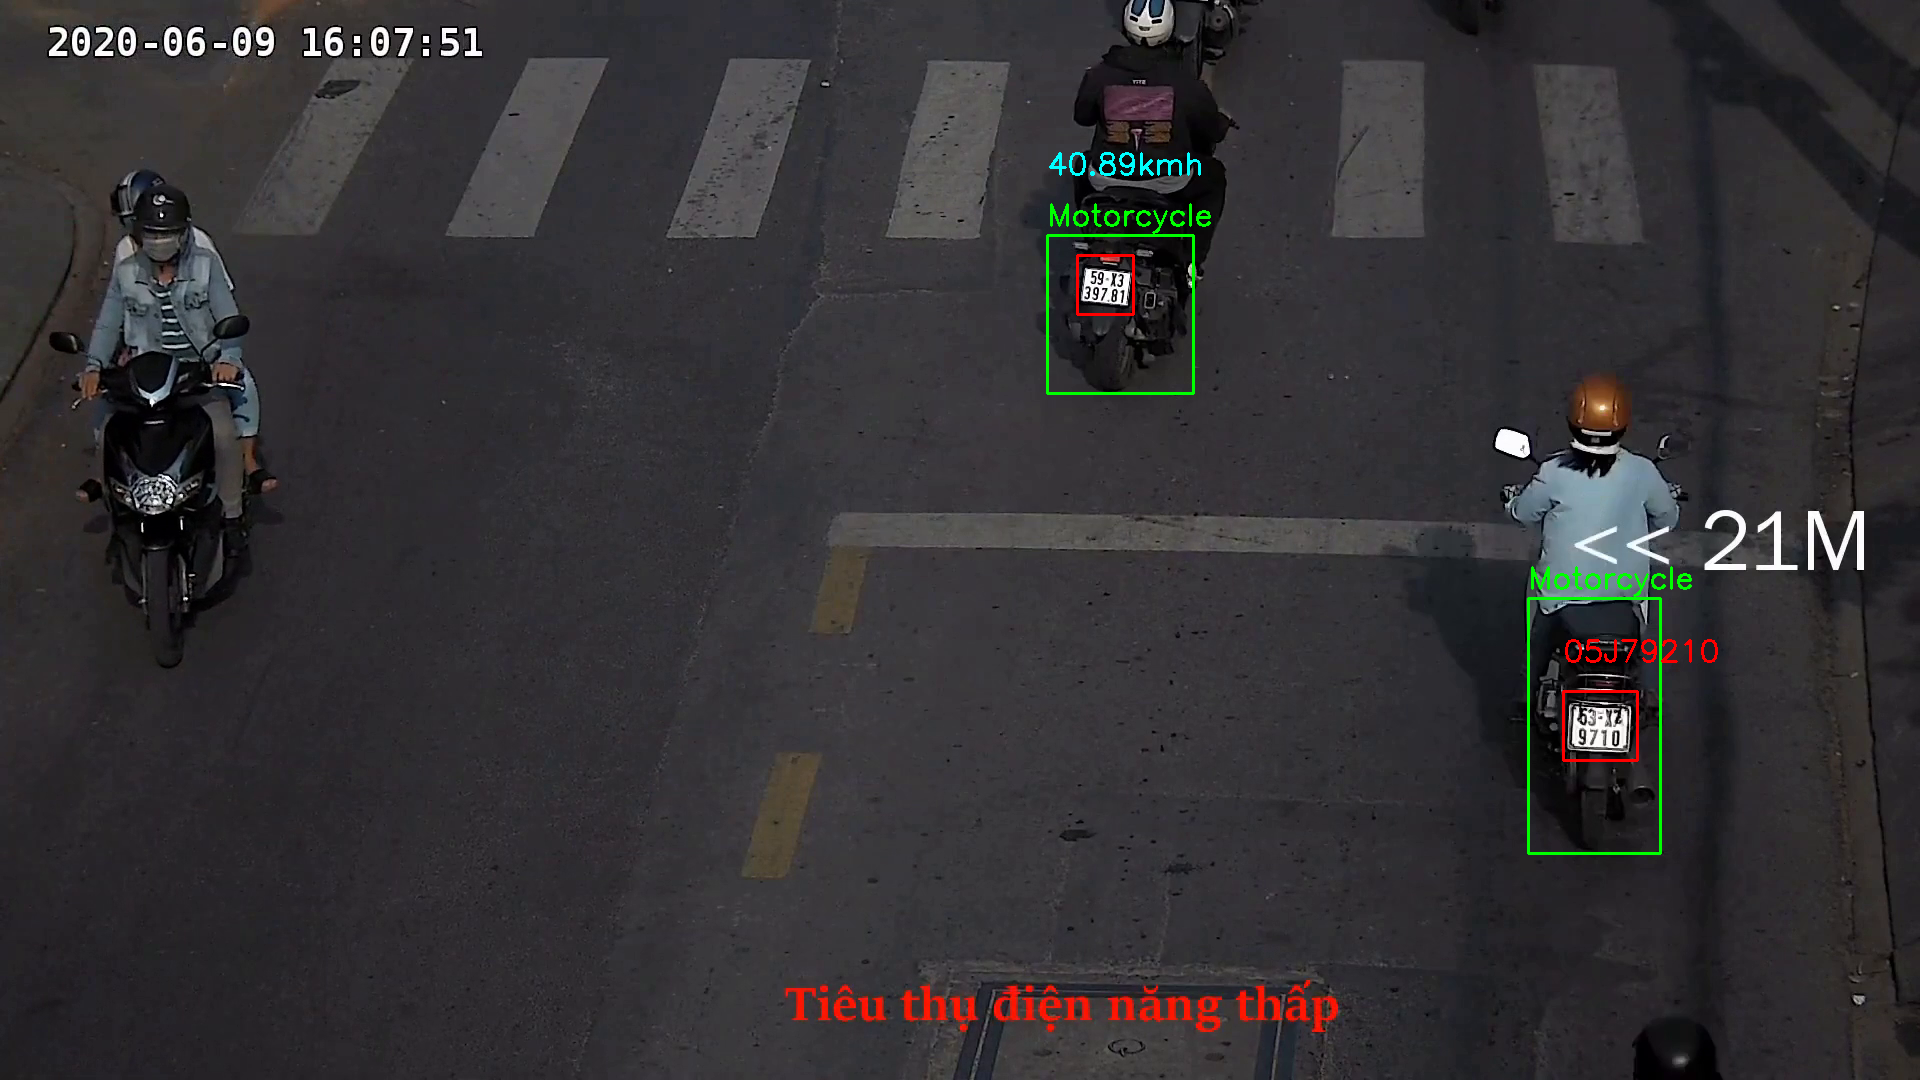 2020-06-09 16:07:51
40.89kmh
Motorcycle
59-X3
397.81
<< 21M
Motorcycle
05J79210
53-X7
9710
Tiêu thụ điện năng thấp